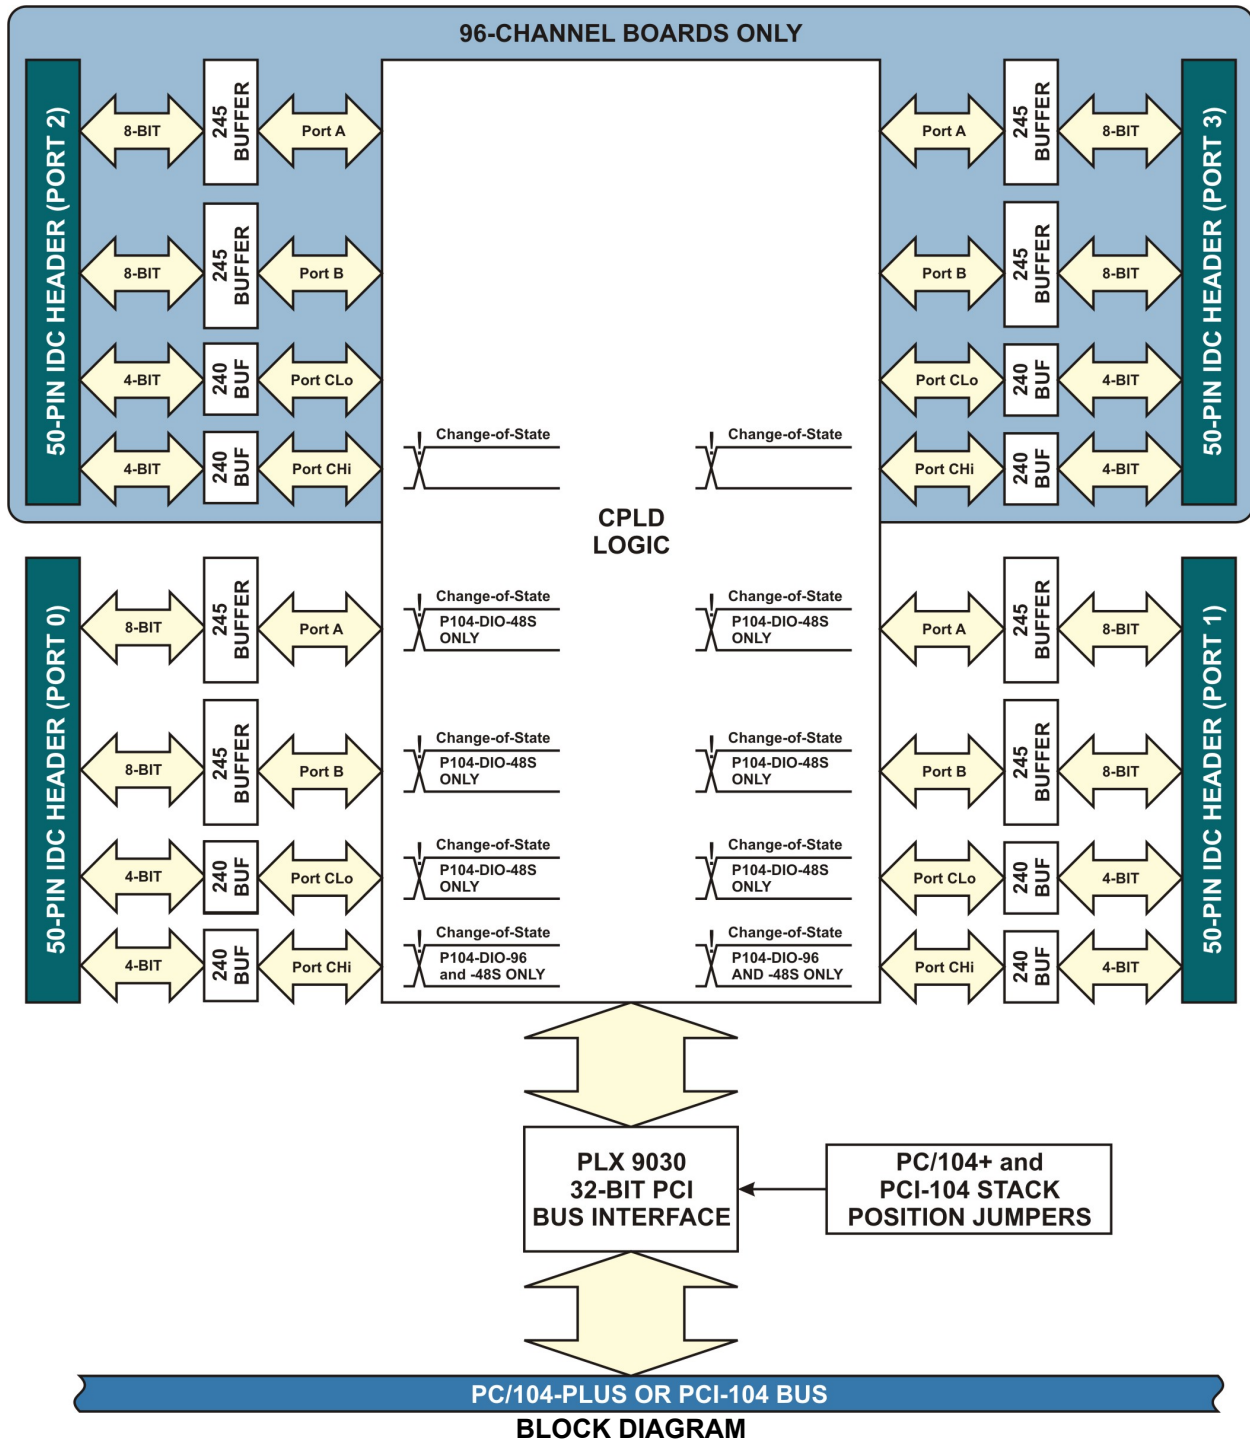 96-CHANNEL BOARDS ONLY
50-PIN IDC HEADER (PORT 2)
8-BIT
245
BUFFER
Port A
8-BIT
245
BUFFER
Port B
4-BIT
240
BUF
Port CLo
4-BIT
240
BUF
Port CHi
Port A
245
BUFFER
8-BIT
Port B
245
BUFFER
8-BIT
Port CLo
240
BUF
4-BIT
Port CHi
240
BUF
4-BIT
50-PIN IDC HEADER (PORT 3)
! Change-of-State
! Change-of-State
CPLD
LOGIC
50-PIN IDC HEADER (PORT 0)
8-BIT
245
BUFFER
Port A
8-BIT
245
BUFFER
Port B
4-BIT
240
BUF
Port CLo
4-BIT
240
BUF
Port CHi
! Change-of-State
P104-DIO-48S
ONLY
! Change-of-State
P104-DIO-48S
ONLY
! Change-of-State
P104-DIO-48S
ONLY
! Change-of-State
P104-DIO-96
and -48S ONLY
! Change-of-State
P104-DIO-48S
ONLY
! Change-of-State
P104-DIO-48S
ONLY
! Change-of-State
P104-DIO-48S
ONLY
! Change-of-State
P104-DIO-96
AND -48S ONLY
Port A
245
BUFFER
8-BIT
Port B
245
BUFFER
8-BIT
Port CLo
240
BUF
4-BIT
Port CHi
240
BUF
4-BIT
50-PIN IDC HEADER (PORT 1)
PLX 9030
32-BIT PCI
BUS INTERFACE
PC/104+ and
PCI-104 STACK
POSITION JUMPERS
PC/104-PLUS OR PCI-104 BUS
BLOCK DIAGRAM